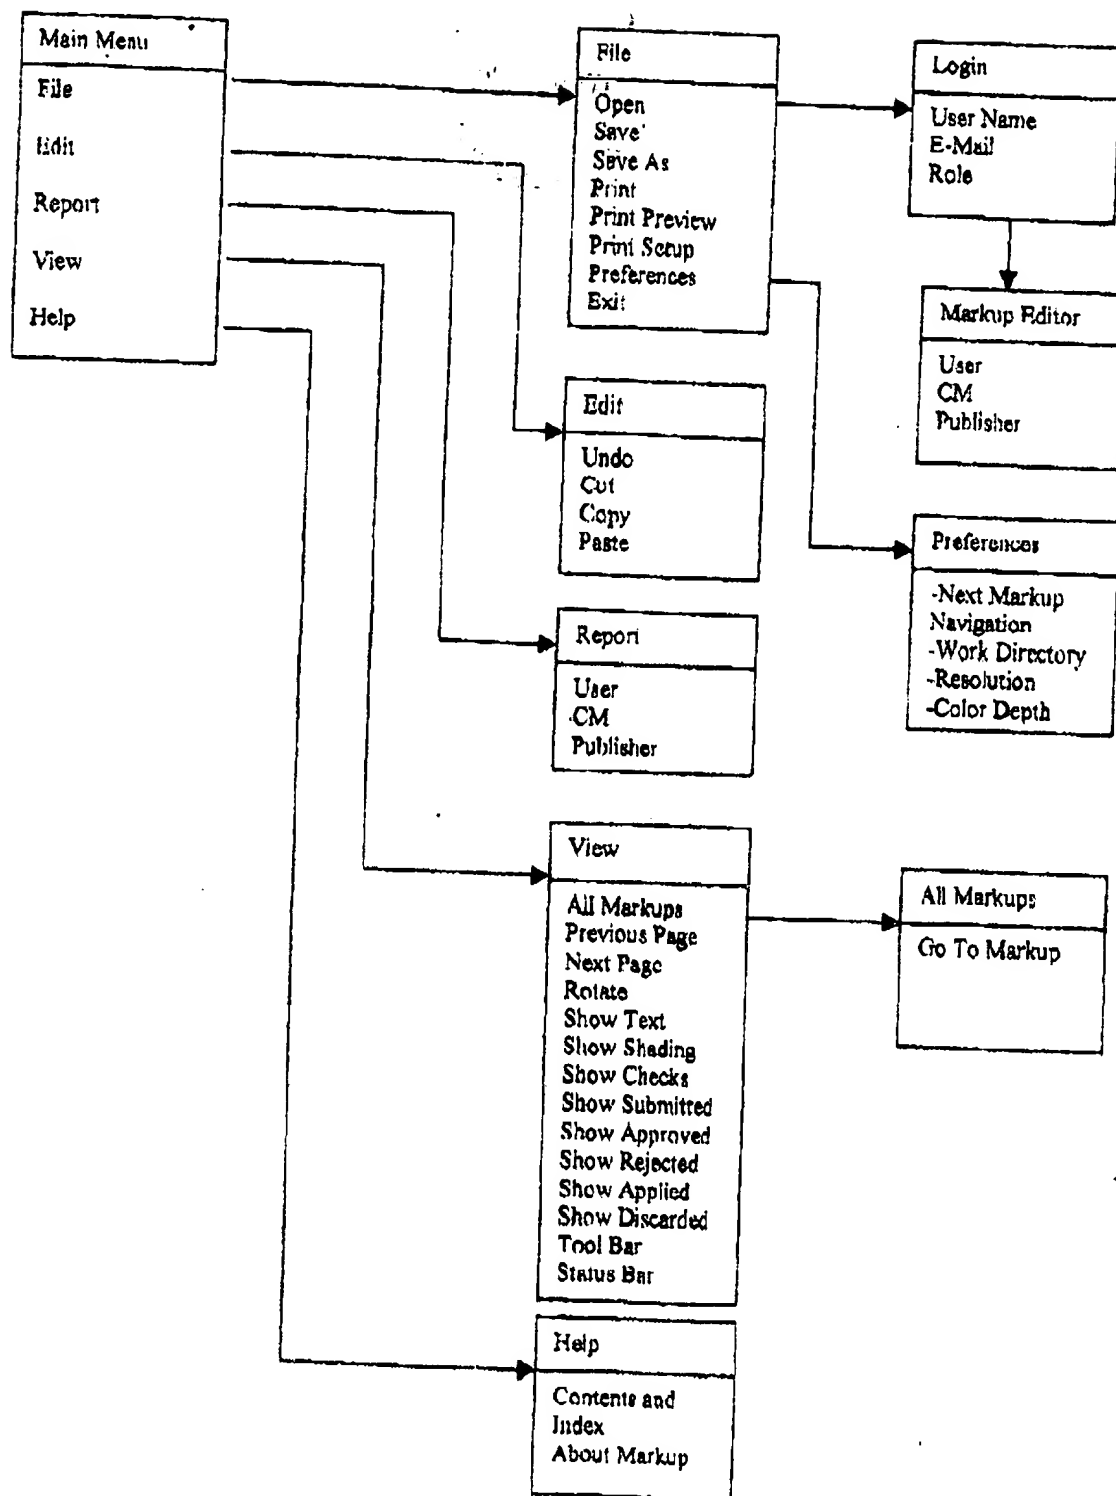 Main Menu
File
Edit
Report
View
Help
File
Open
Save
Save As
Print
Print Preview
Print Setup
Preferences
Exit
Login
User Name
E-Mail
Role
Markup Editor
User
CM
Publisher
Edit
Undo
Cut
Copy
Paste
Preferences
-Next Markup
Navigation
-Work Directory
-Resolution
-Color Depth
Report
User
CM
Publisher
View
All Markups
Previous Page
Next Page
Rotate
Show Text
Show Shading
Show Checks
Show Submitted
Show Approved
Show Rejected
Show Applied
Show Discarded
Tool Bar
Status Bar
All Markups
Go To Markup
Help
Contents and
Index
About Markup